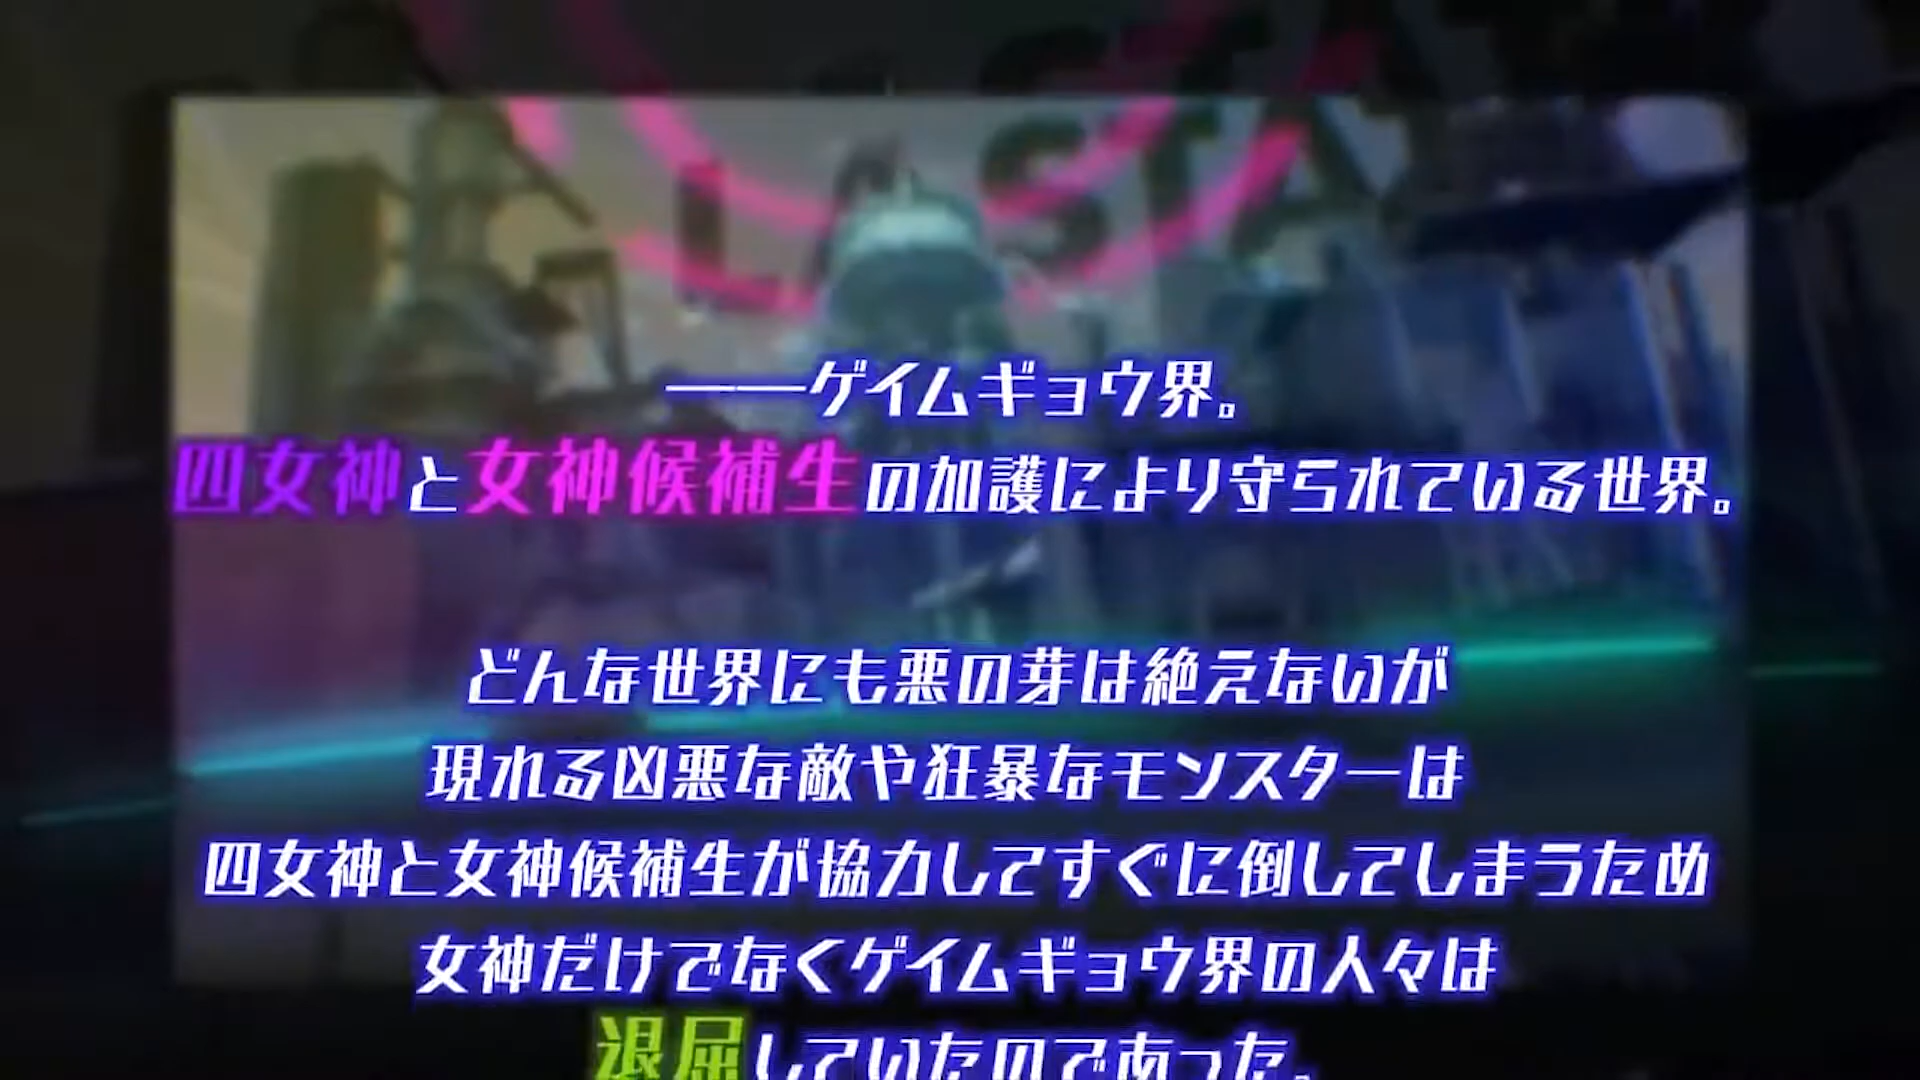 LASTA
――ゲイムギョウ界。
四女神と女神候補生の加護により守られている世界。
どんな世界にも悪の芽は絶えないが
現れる凶悪な敵や狂暴なモンスターは
四女神と女神候補生が協力してすぐに倒してしまうため
女神だけでなくゲイムギョウ界の人々は
退屈していたのであった。